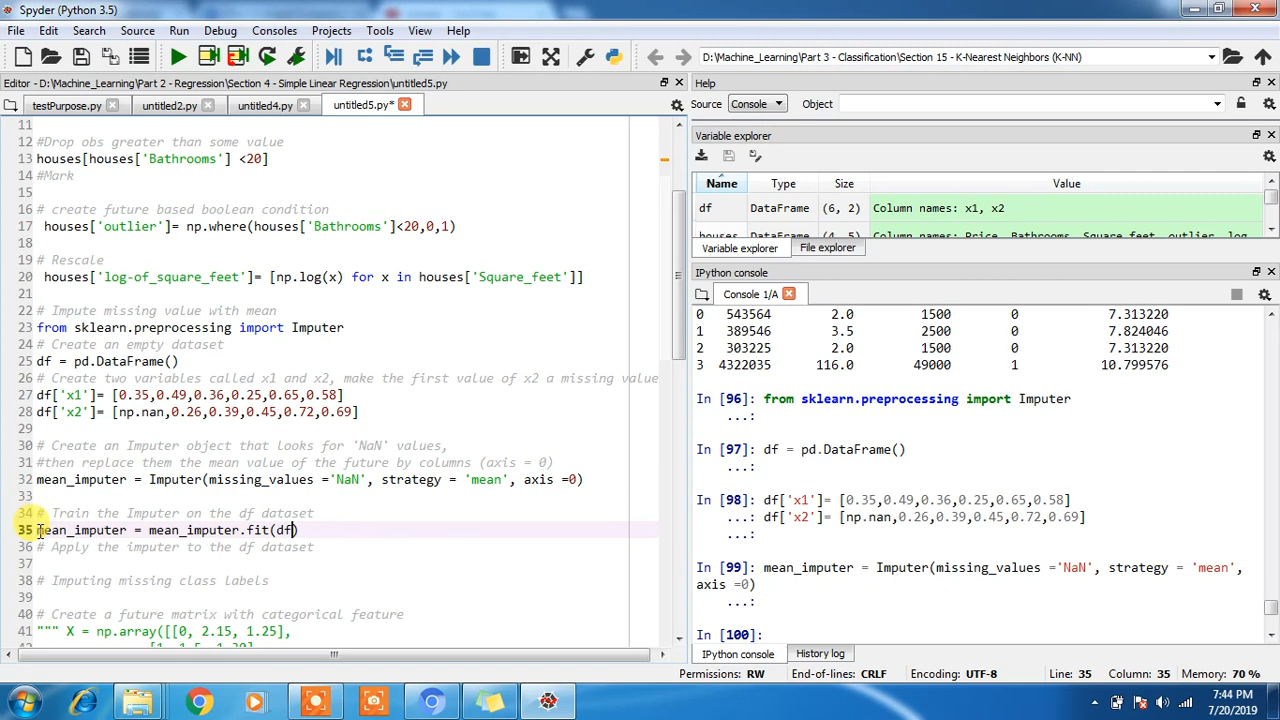 Spyder (Python 3.5)
File Edit Search Source Run Debug Consoles Projects Tools View Help
D:\Machine_Learning\Part 3 - Classification\Section 15 - K-Nearest Neighbors (K-NN)
Editor - D:\Machine_Learning\Part 2 - Regression\Section 4 - Simple Linear Regression\untitled5.py
testPurpose.py untitled2.py untitled4.py untitled5.py*
11
12 #Drop obs greater than some value
13 houses[houses['Bathrooms'] <20]
14 #Mark
15
16 # create future based boolean condition
17 houses['outlier']= np.where(houses['Bathrooms']<20,0,1)
18
19 # Rescale
20 houses['log-of_square_feet']= [np.log(x) for x in houses['Square_feet']]
21
22 # Impute missing value with mean
23 from sklearn.preprocessing import Imputer
24 # Create an empty dataset
25 df = pd.DataFrame()
26 # Create two variables called x1 and x2, make the first value of x2 a missing value
27 df['x1']= [0.35,0.49,0.36,0.25,0.65,0.58]
28 df['x2']= [np.nan,0.26,0.39,0.45,0.72,0.69]
29
30 # Create an Imputer object that looks for 'NaN' values,
31 #then replace them the mean value of the future by columns (axis = 0)
32 mean_imputer = Imputer(missing_values ='NaN', strategy = 'mean', axis =0)
33
34 # Train the Imputer on the df dataset
35 mean_imputer = mean_imputer.fit(df)
36 # Apply the imputer to the df dataset
37
38 # Imputing missing class labels
39
40 # Create a future matrix with categorical feature
41 """ X = np.array([[0, 2.15, 1.25],
Help
Source Console Object
Variable explorer
Name Type Size Value
df DataFrame (6, 2) Column names: x1, x2
Variable explorer File explorer
IPython console
Console 1/A
0 543564 2.0 1500 0 7.313220
1 389546 3.5 2500 0 7.824046
2 303225 2.0 1500 0 7.313220
3 4322025 116.0 49000 1 10.799576
In [96]: from sklearn.preprocessing import Imputer
...:
In [97]: df = pd.DataFrame()
...:
In [98]: df['x1']= [0.35,0.49,0.36,0.25,0.65,0.58]
...: df['x2']= [np.nan,0.26,0.39,0.45,0.72,0.69]
...:
In [99]: mean_imputer = Imputer(missing_values ='NaN', strategy = 'mean',
axis =0)
...:
In [100]:
IPython console History log
Permissions: RW End-of-lines: CRLF Encoding: UTF-8 Line: 35 Column: 35 Memory: 70 %
7:44 PM
7/20/2019